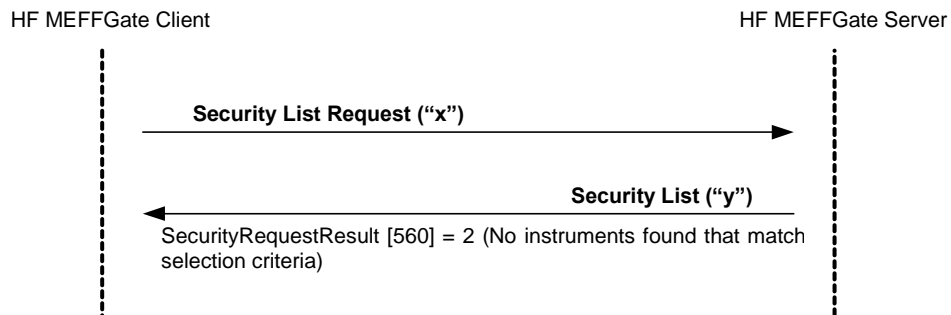 HF MEFFGate Client
HF MEFFGate Server
Security List Request (“x”)
Security List (“y”)
SecurityRequestResult [560] = 2 (No instruments found that match
selection criteria)